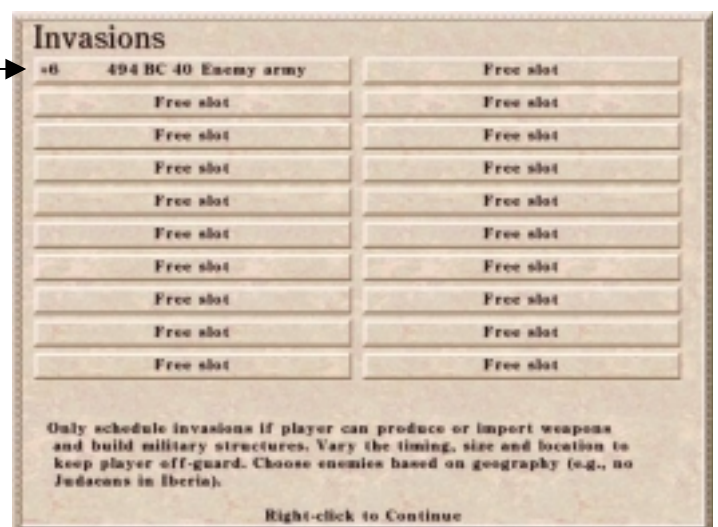 Invasions
+6 494 BC 40 Enemy army Free slot
Free slot Free slot
Free slot Free slot
Free slot Free slot
Free slot Free slot
Free slot Free slot
Free slot Free slot
Free slot Free slot
Free slot Free slot
Free slot Free slot
Only schedule invasions if player can produce or import weapons
and build military structures. Vary the timing, size and location to
keep player off-guard. Choose enemies based on geography (e.g., no
Judaeans in Iberia).
Right-click to Continue